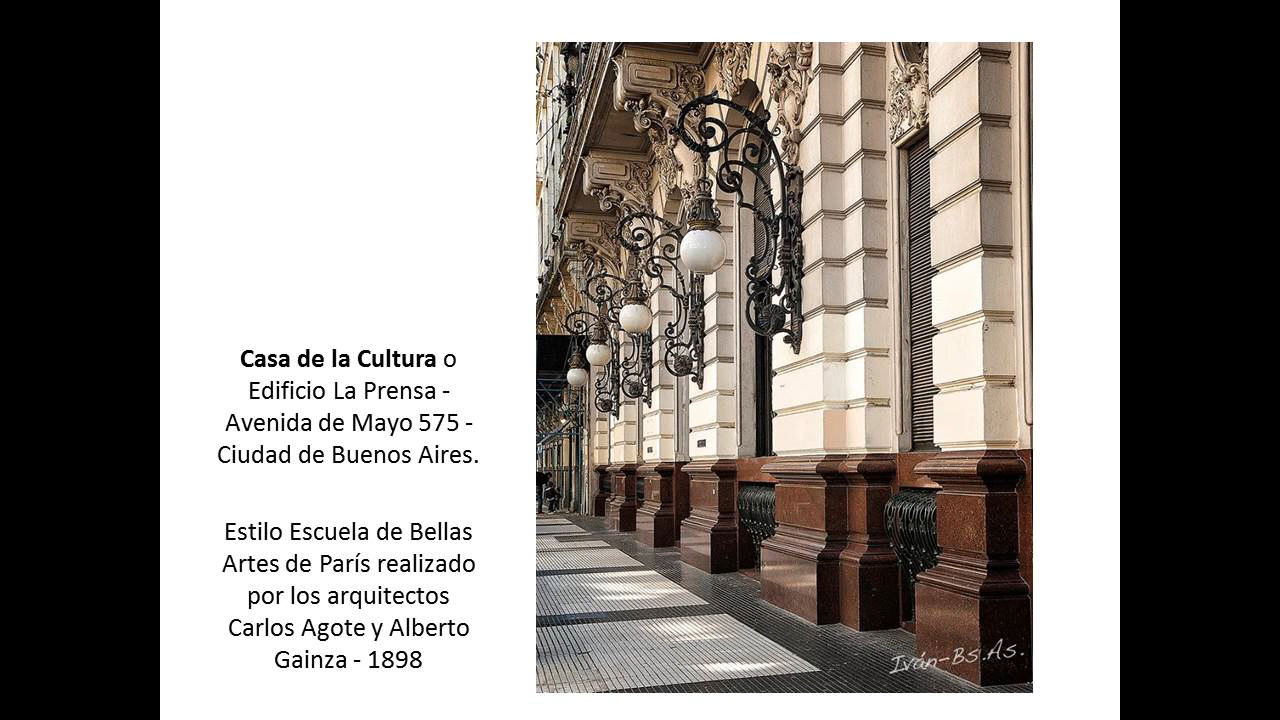 Casa de la Cultura o
Edificio La Prensa -
Avenida de Mayo 575 -
Ciudad de Buenos Aires.
Estilo Escuela de Bellas
Artes de París realizado
por los arquitectos
Carlos Agote y Alberto
Gainza - 1898
Iván-Bs.As.